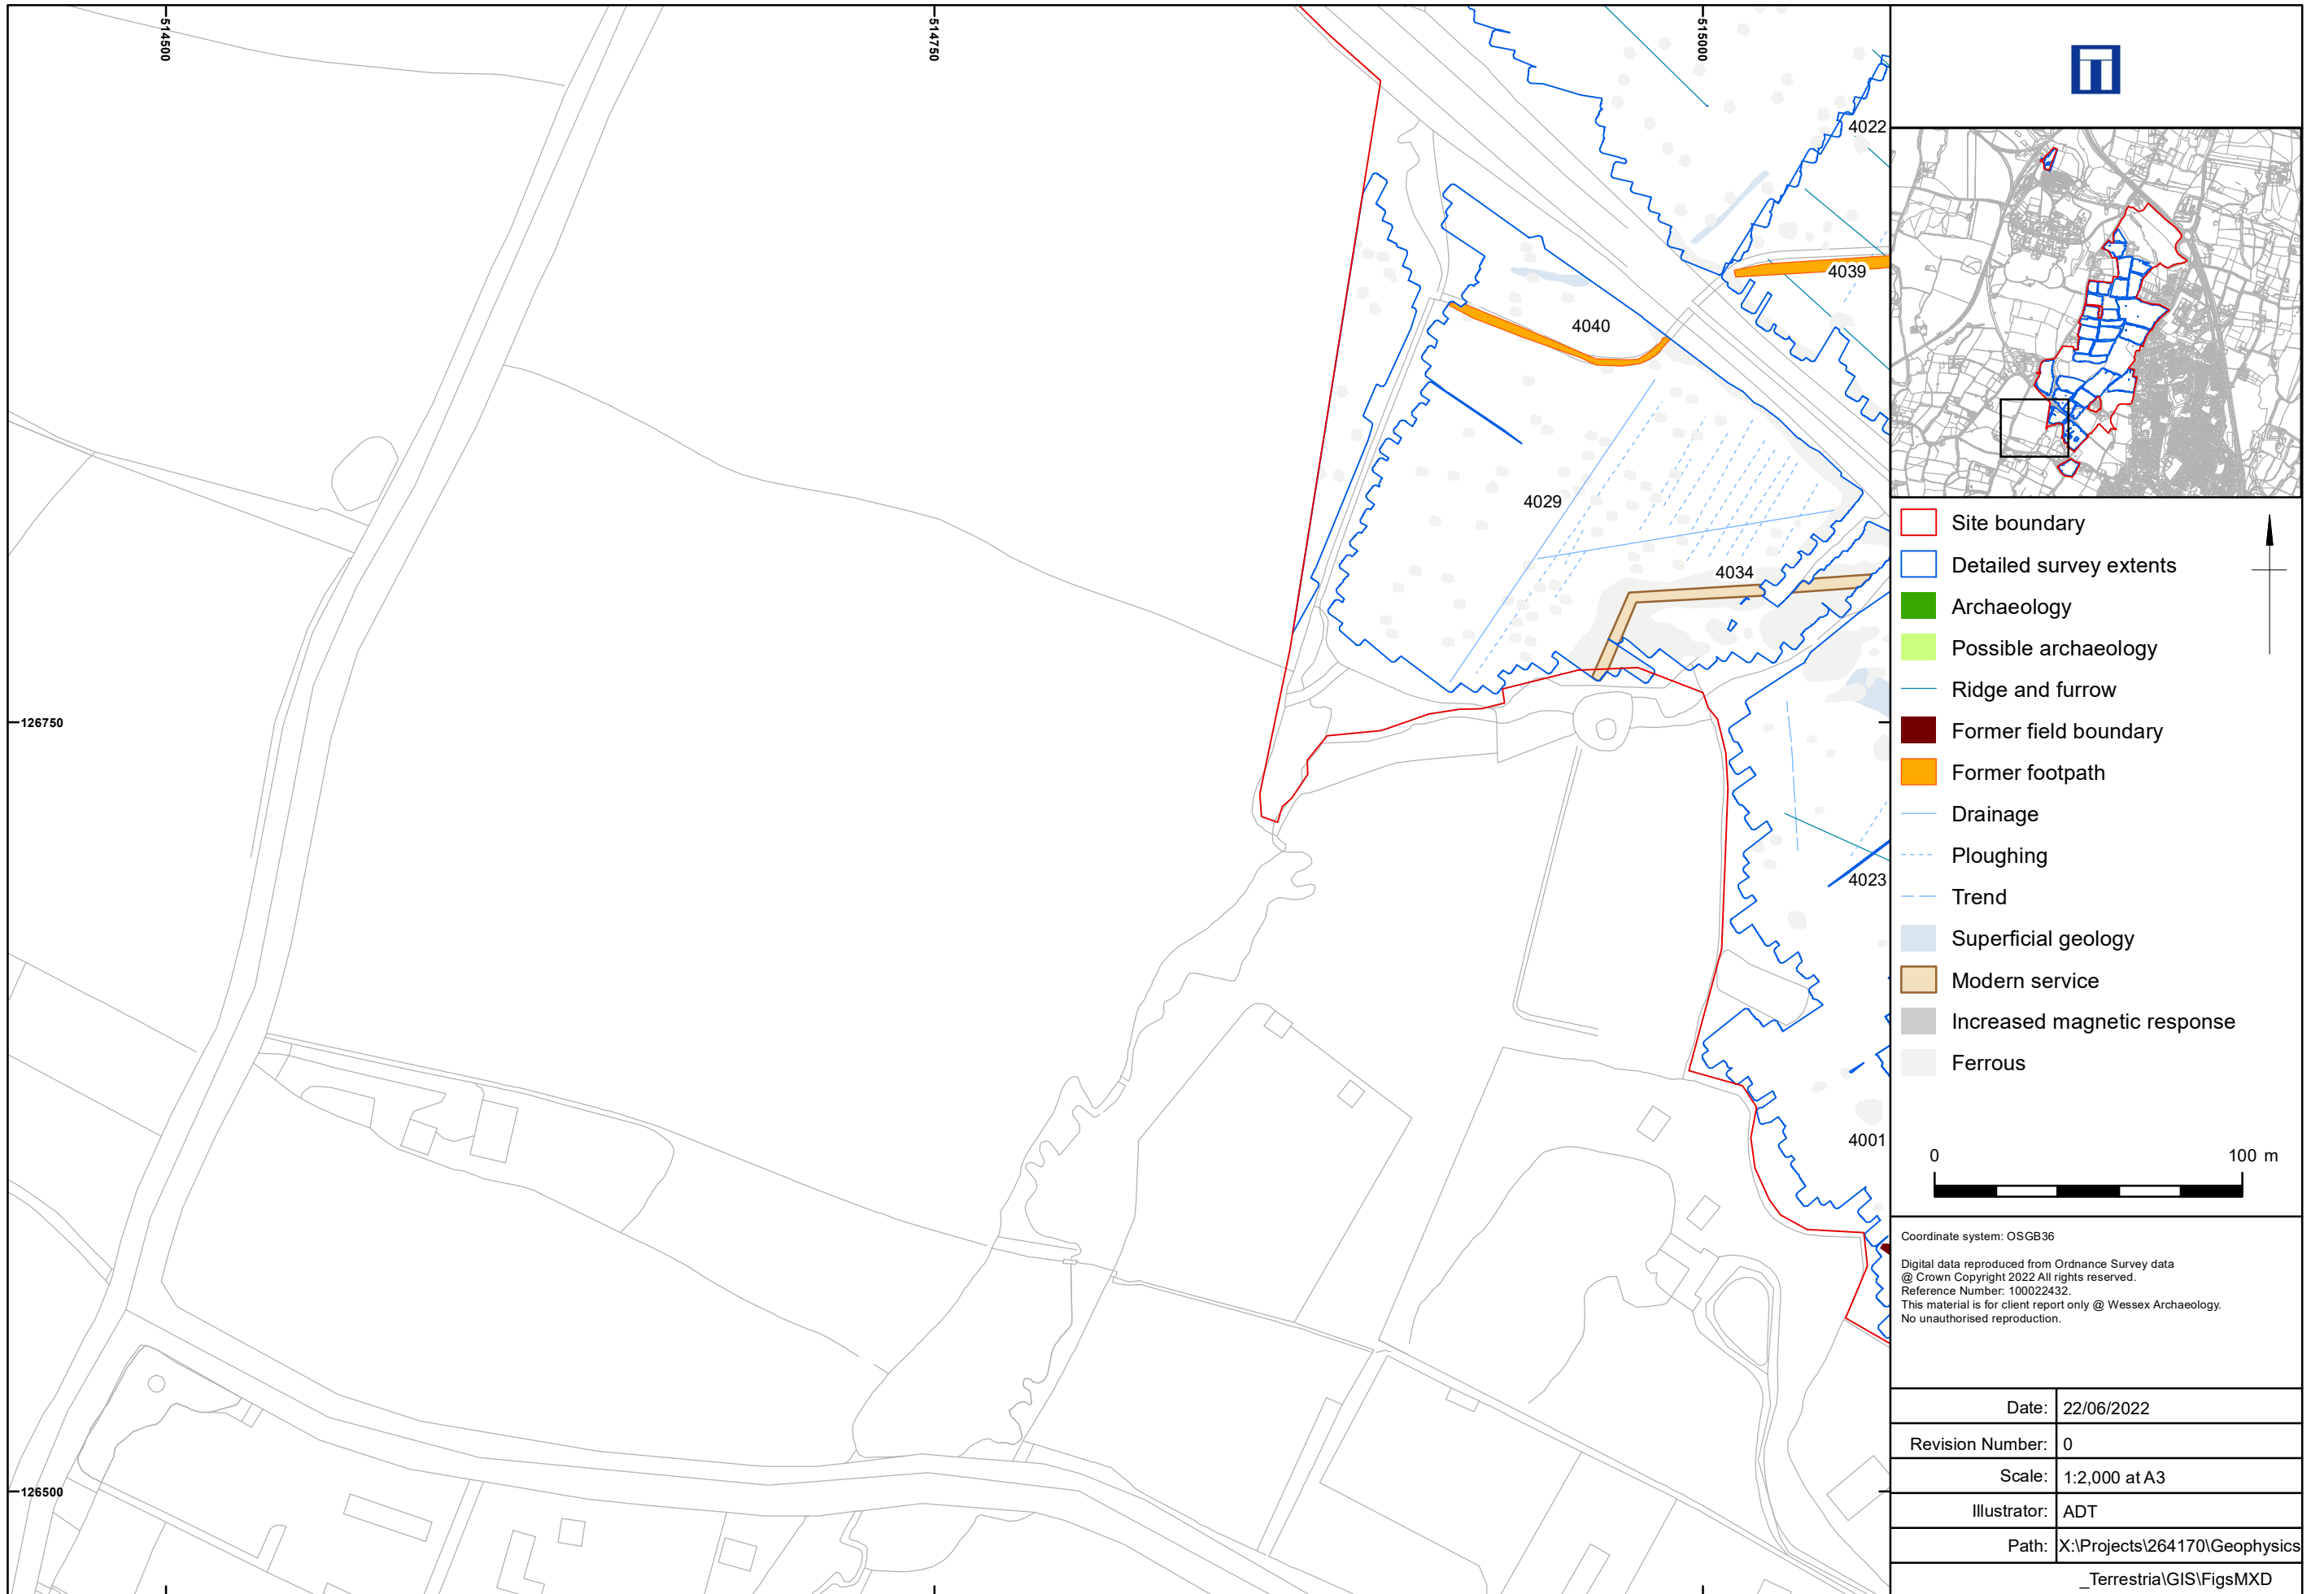 514500
514750
515000
4022
4039
4040
4029
4034
126750
4023
4001
126500
Site boundary
Detailed survey extents
Archaeology
Possible archaeology
Ridge and furrow
Former field boundary
Former footpath
Drainage
Ploughing
Trend
Superficial geology
Modern service
Increased magnetic response
Ferrous
0 100 m
Coordinate system: OSGB36
Digital data reproduced from Ordnance Survey data
@ Crown Copyright 2022 All rights reserved.
Reference Number: 100022432.
This material is for client report only @ Wessex Archaeology.
No unauthorised reproduction.
Date: 22/06/2022
Revision Number: 0
Scale: 1:2,000 at A3
Illustrator: ADT
Path: X:\Projects\264170\Geophysics
_Terrestria\GIS\FigsMXD